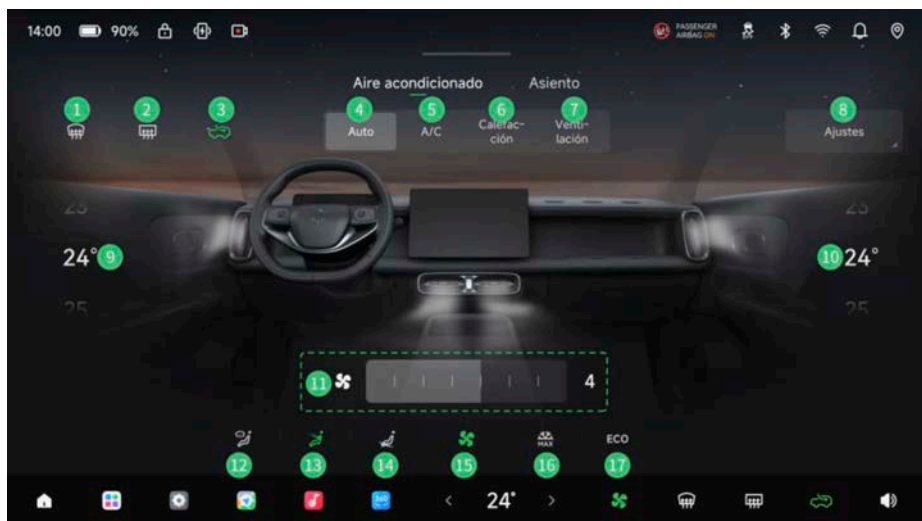 14:00 90% PASSENGER
AIRBAG ON
Aire acondicionado Asiento
1 2 3 4 5 6 7 8
Auto A/C Calefac-
ción Venti-
lación Ajustes
23 23
24° 9 10 24°
25 25
11 4
MAX ECO
12 13 14 15 16 17
360 < 24° >